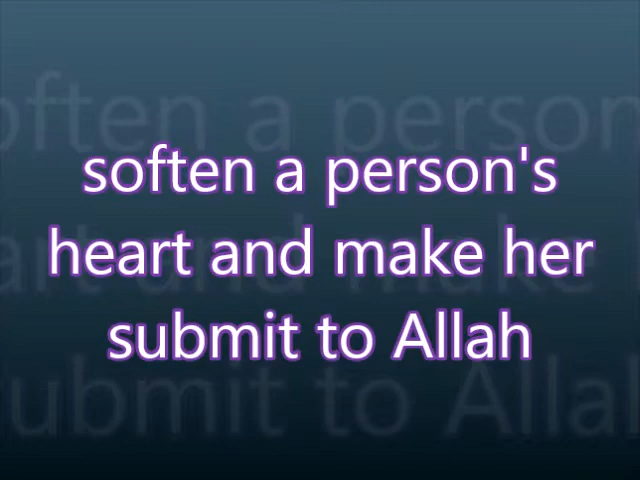 soften a person's
heart and make her
submit to Allah